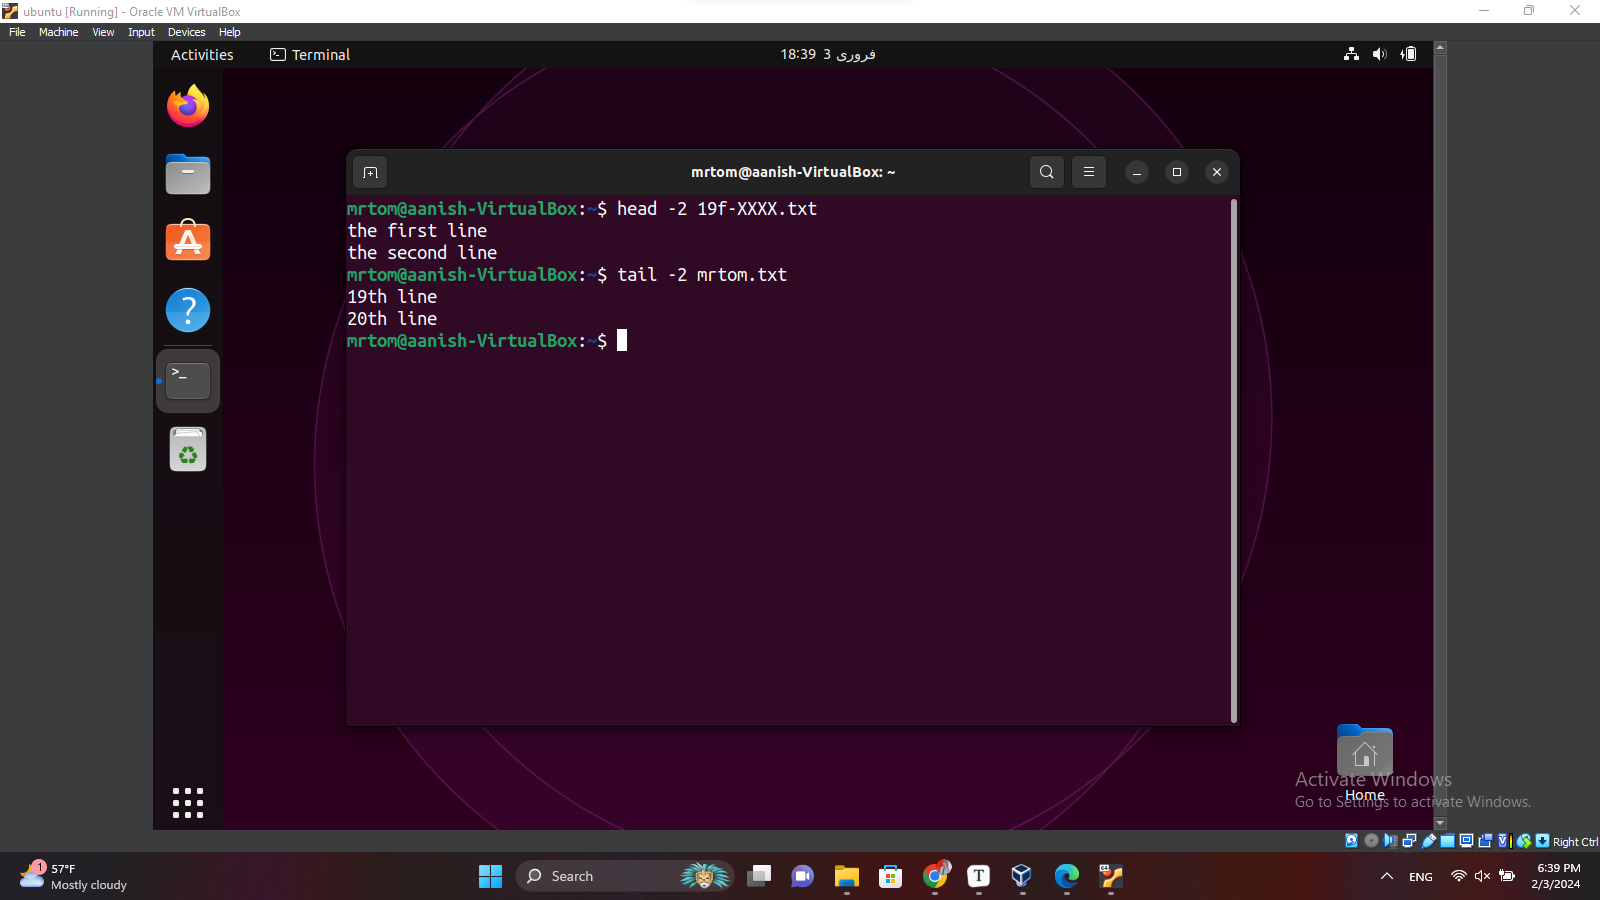 ubuntu [Running] - Oracle VM VirtualBox
File Machine View Input Devices Help
Activities Terminal 18:39 3 فروری
mrtom@aanish-VirtualBox: ~
mrtom@aanish-VirtualBox:~$ head -2 19f-XXXX.txt
the first line
the second line
mrtom@aanish-VirtualBox:~$ tail -2 mrtom.txt
19th line
20th line
mrtom@aanish-VirtualBox:~$
Activate Windows
Home
Go to Settings to activate Windows.
Right Ctrl
1
57°F
Mostly cloudy
Search
ENG
6:39 PM
2/3/2024